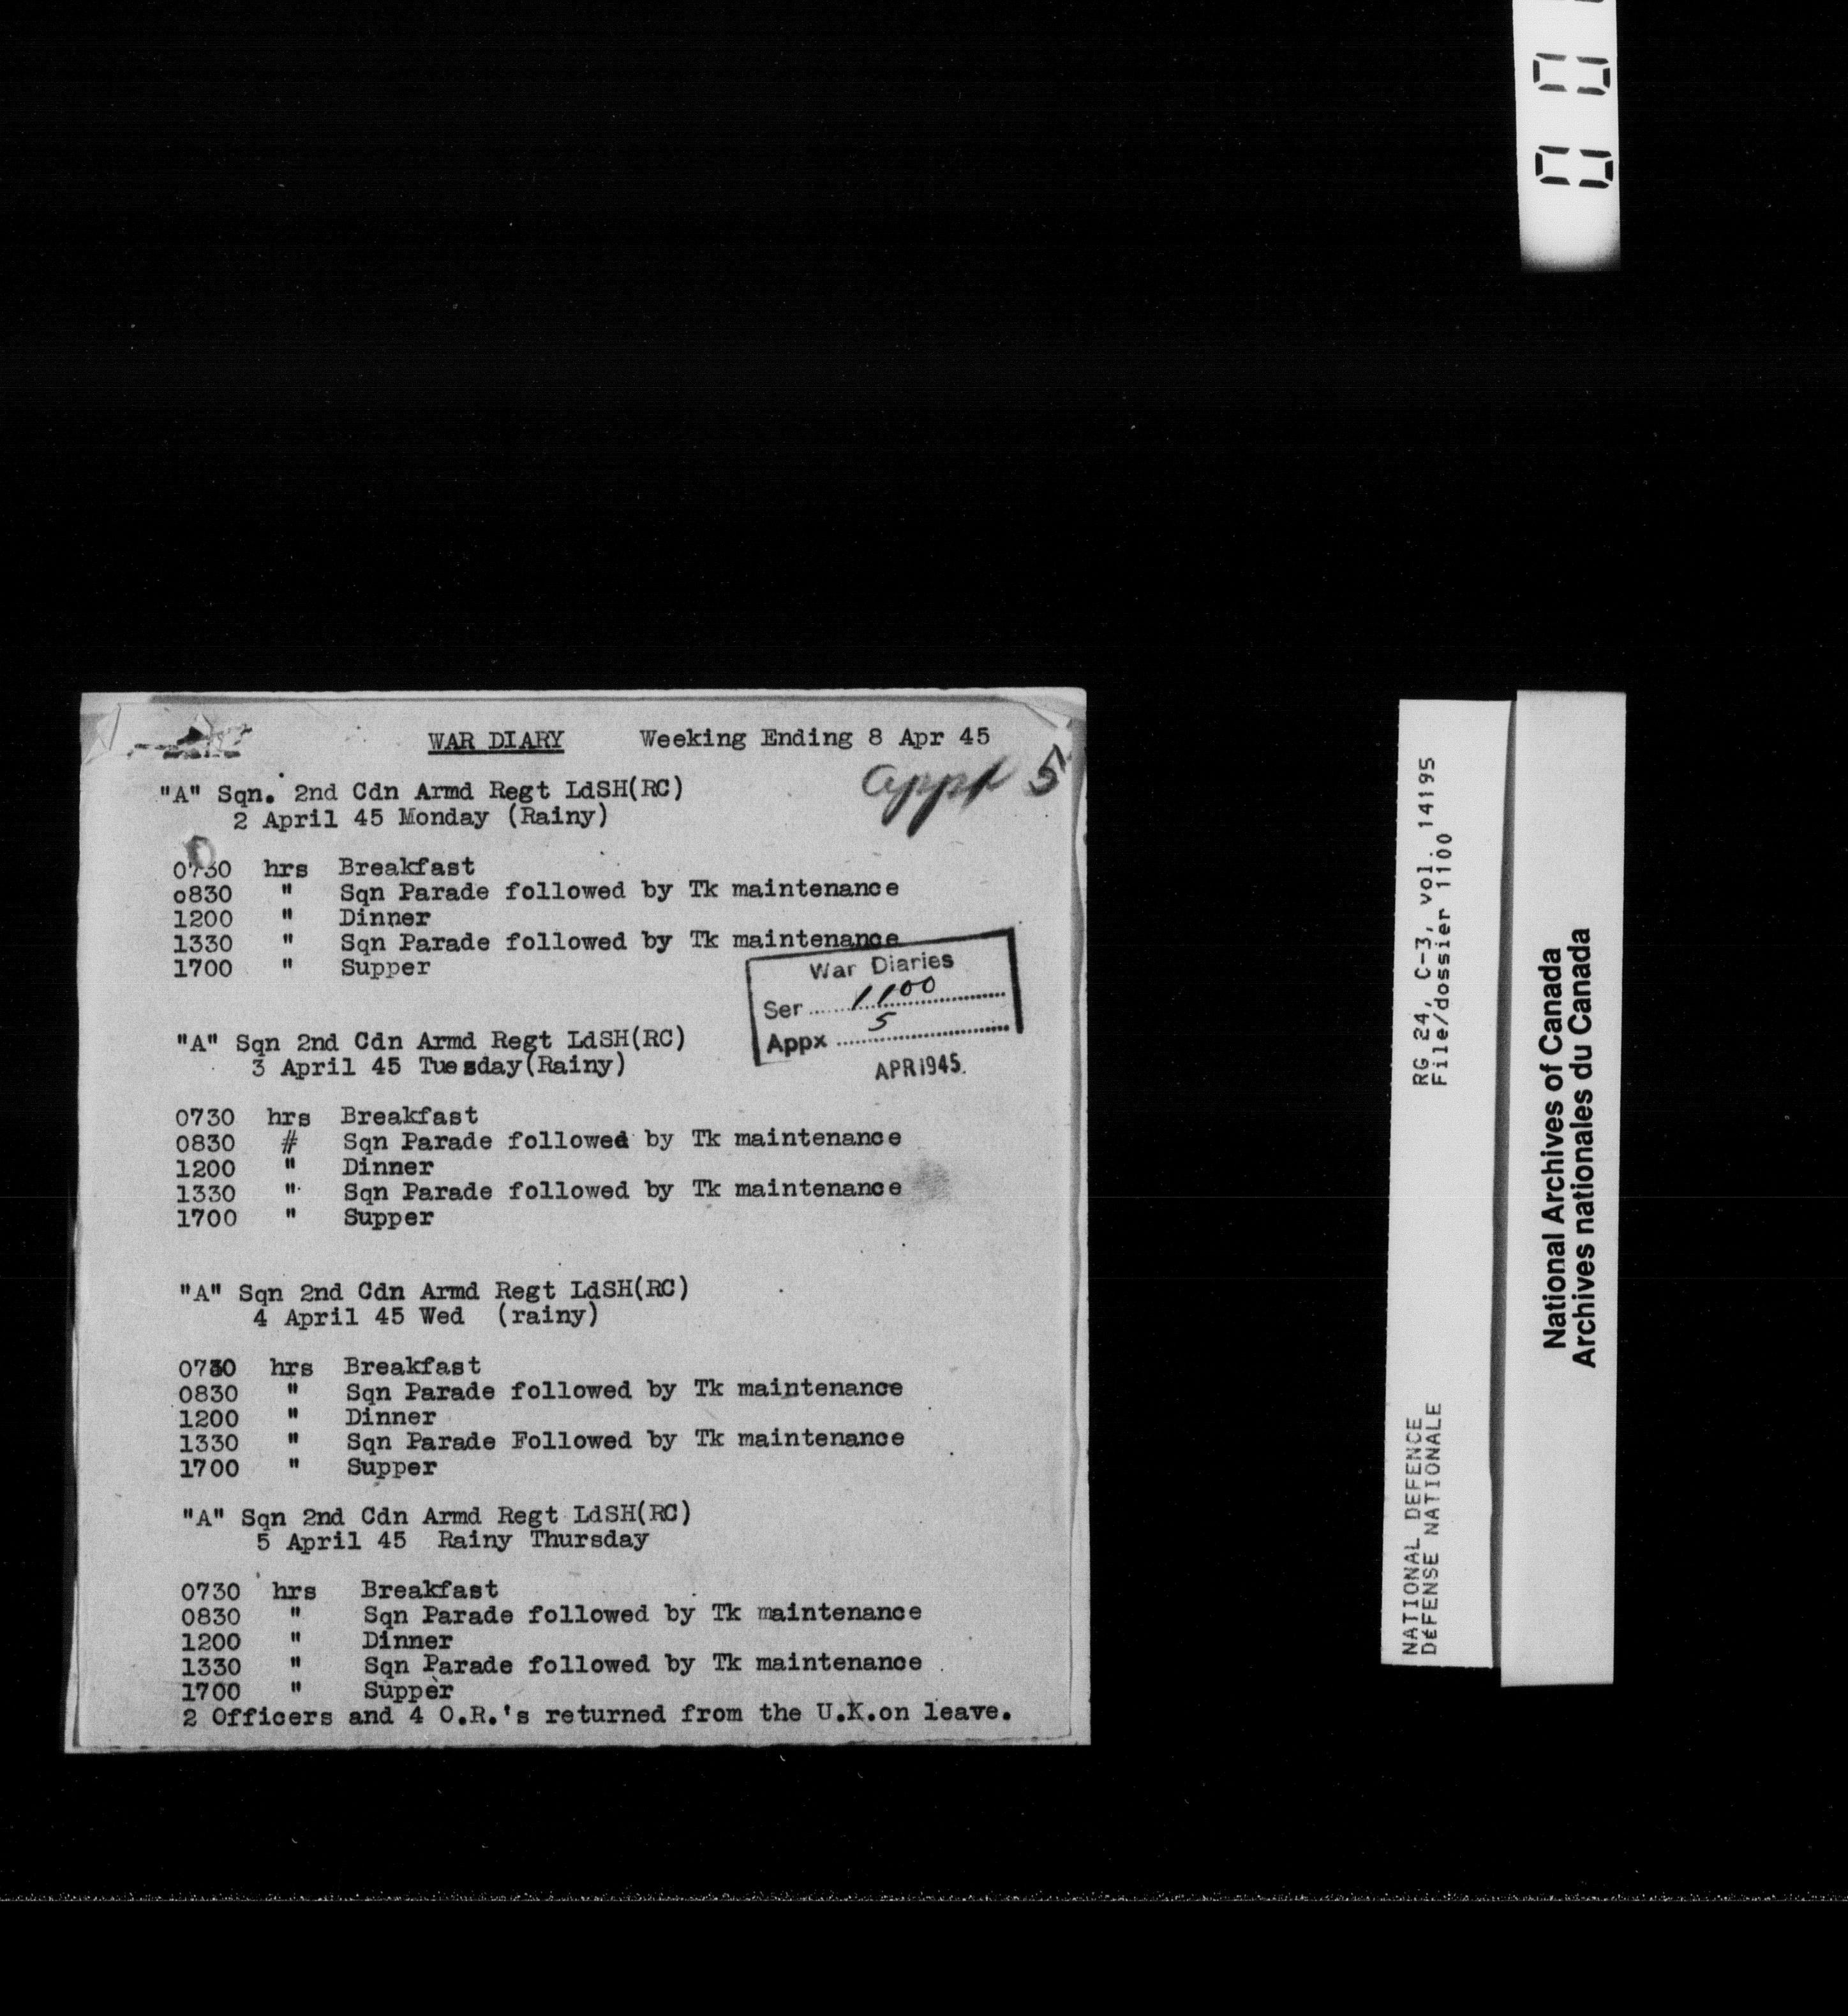 WAR DIARY Weeking Ending 8 Apr 45
Appx 5
"A" Sqn. 2nd Cdn Armd Regt LdSH(RC)
2 April 45 Monday (Rainy)
0730 hrs Breakfast
o830 " Sqn Parade followed by Tk maintenance
1200 " Dinner
1330 " Sqn Parade followed by Tk maintenance
1700 " Supper
War Diaries
Ser 1100
Appx 5
APR 1945.
"A" Sqn 2nd Cdn Armd Regt LdSH(RC)
3 April 45 Tuesday(Rainy)
0730 hrs Breakfast
0830 # Sqn Parade followed by Tk maintenance
1200 " Dinner
1330 " Sqn Parade followed by Tk maintenance
1700 " Supper
"A" Sqn 2nd Cdn Armd Regt LdSH(RC)
4 April 45 Wed (rainy)
0730 hrs Breakfast
0830 " Sqn Parade followed by Tk maintenance
1200 " Dinner
1330 " Sqn Parade Followed by Tk maintenance
1700 " Supper
"A" Sqn 2nd Cdn Armd Regt LdSH(RC)
5 April 45 Rainy Thursday
0730 hrs Breakfast
0830 " Sqn Parade followed by Tk maintenance
1200 " Dinner
1330 " Sqn Parade followed by Tk maintenance
1700 " Supper
2 Officers and 4 O.R.'s returned from the U.K.on leave.
NATIONAL DEFENCE RG 24, C-3, vol. 14195
DÉFENSE NATIONALE File/dossier 1100
National Archives of Canada
Archives nationales du Canada